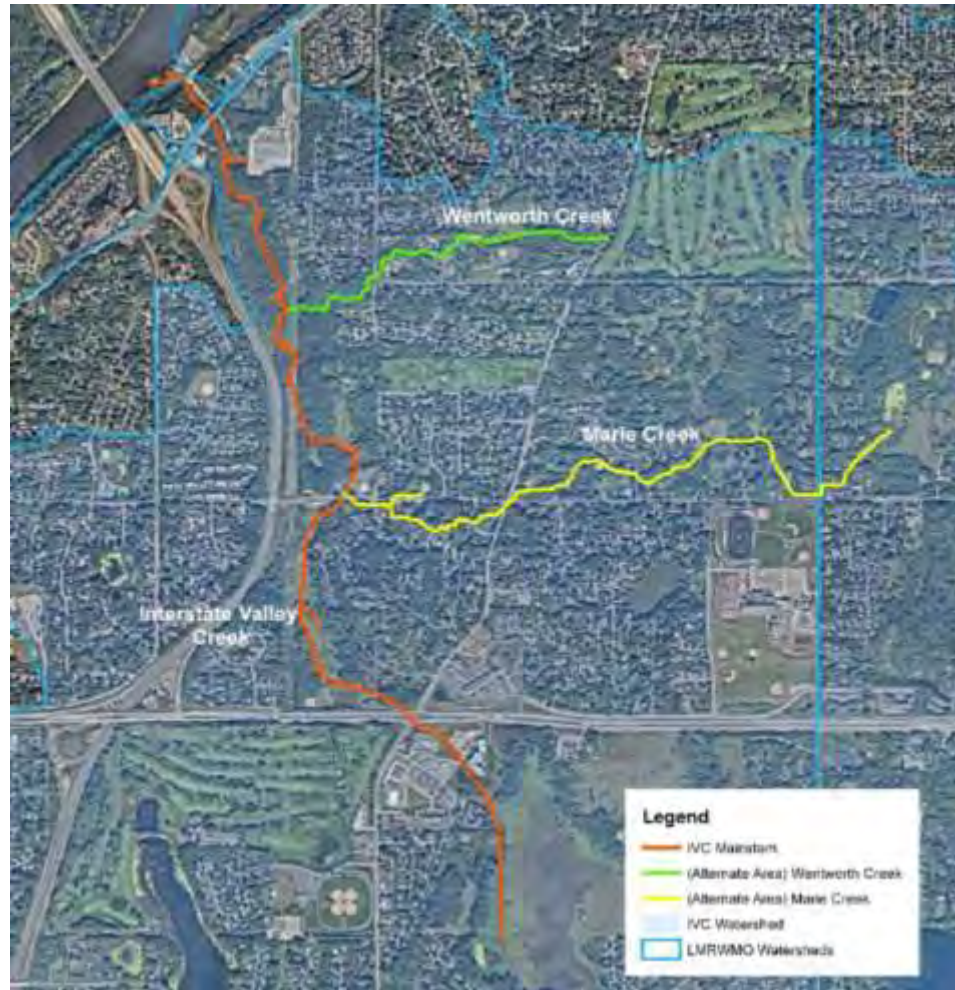 Wentworth Creek
Marie Creek
Interstate Valley
Creek
Legend
IVC Mainstem
(Alternate Area) Wentworth Creek
(Alternate Area) Marie Creek
IVC Watershed
LMRWMO Watersheds